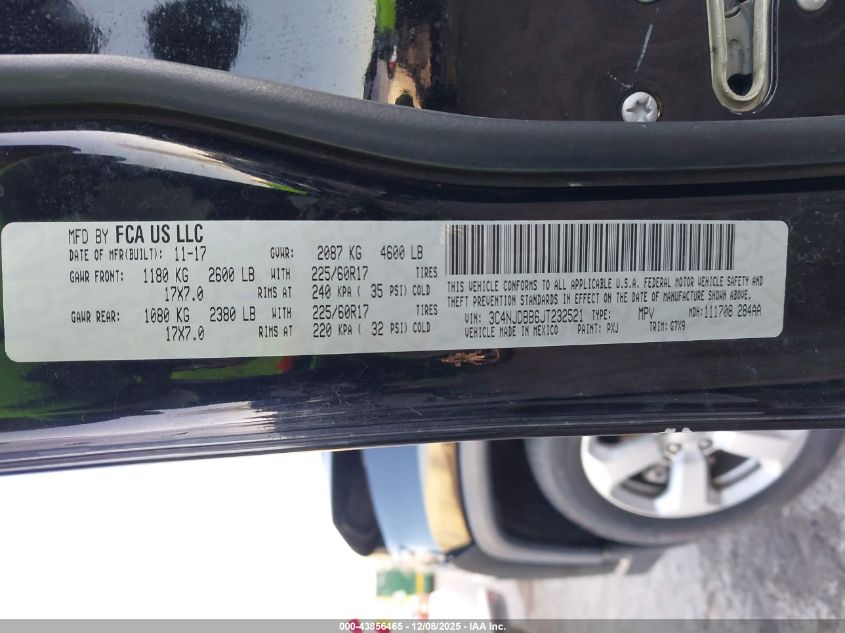 MFD BY FCA US LLC
DATE OF MFR(BUILT): 11-17 GVWR: 2087 KG 4600 LB
GAWR FRONT: 1180 KG 2600 LB WITH 225/60R17 TIRES
17X7.0 RIMS AT 240 KPA ( 35 PSI) COLD
GAWR REAR: 1080 KG 2380 LB WITH 225/60R17 TIRES
17X7.0 RIMS AT 220 KPA ( 32 PSI) COLD
THIS VEHICLE CONFORMS TO ALL APPLICABLE U.S.A. FEDERAL MOTOR VEHICLE SAFETY AND
THEFT PREVENTION STANDARDS IN EFFECT ON THE DATE OF MANUFACTURE SHOWN ABOVE.
VIN: 3C4NJDBB6JT232521 TYPE: MPV MDH: 111708 284AA
VEHICLE MADE IN MEXICO PAINT: PXJ TRIM: G7X9
000-43856465 - 12/08/2025 - IAA Inc.